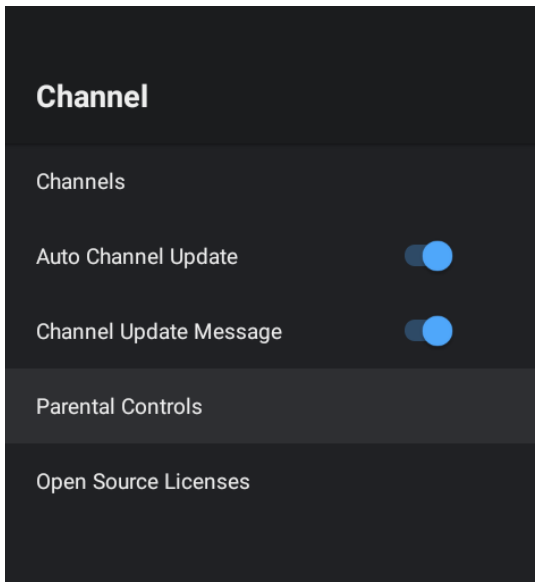 Channel
Channels
Auto Channel Update
Channel Update Message
Parental Controls
Open Source Licenses